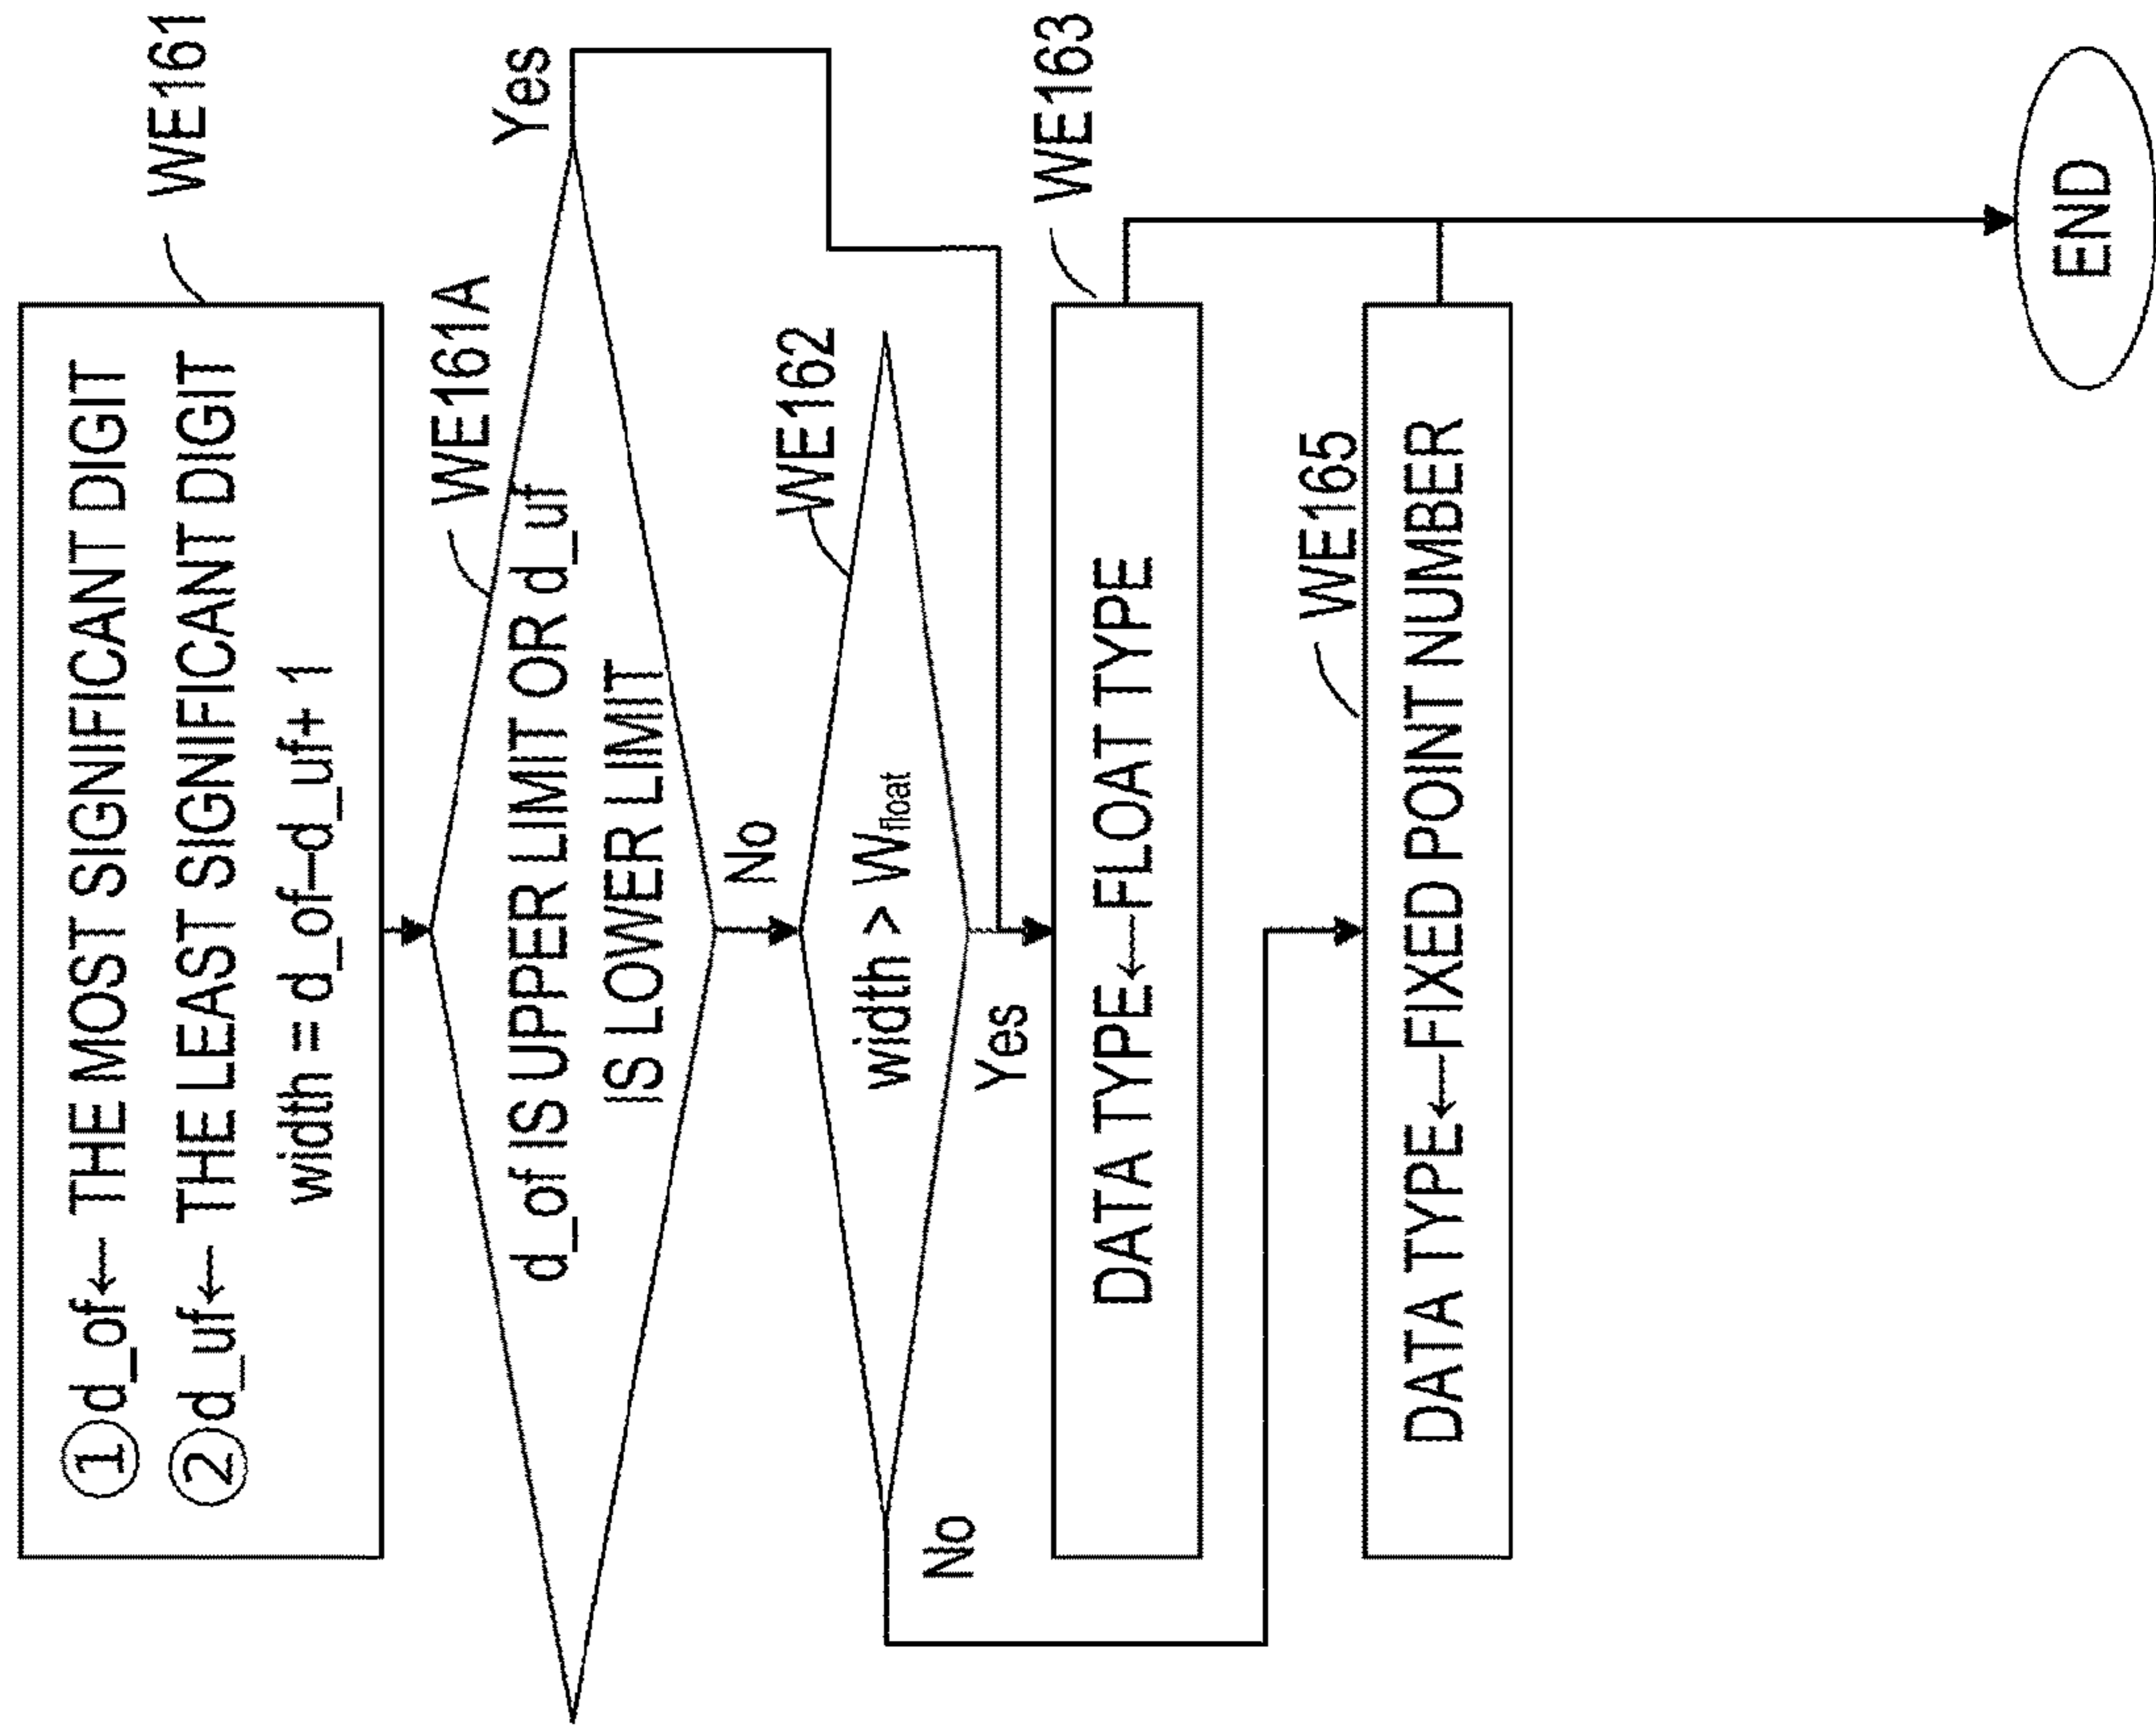 WE161
①d_of← THE MOST SIGNIFICANT DIGIT
②d_uf← THE LEAST SIGNIFICANT DIGIT
width = d_of–d_uf+ 1
WE161A
Yes
d_of IS UPPER LIMIT OR d_uf
IS LOWER LIMIT
No
WE162
width > Wfloat
No
Yes
WE163
DATA TYPE←FLOAT TYPE
WE165
DATA TYPE←FIXED POINT NUMBER
END